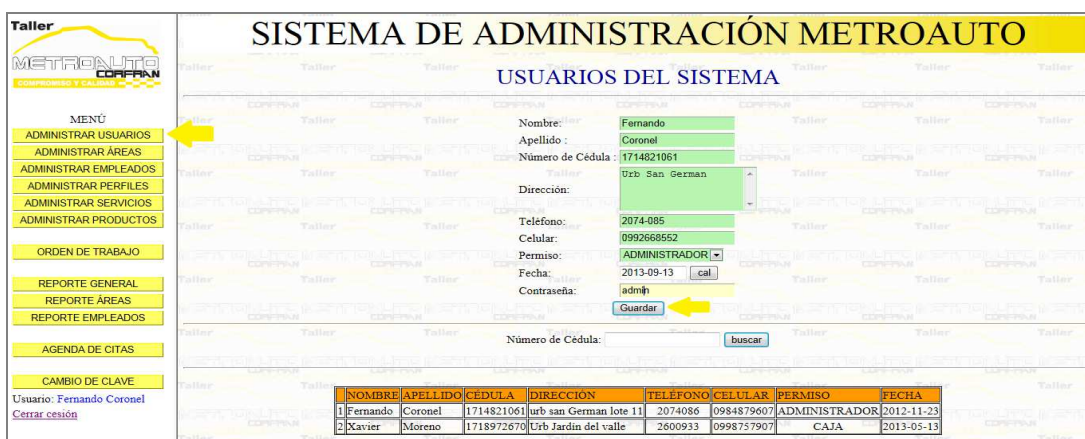 Taller
METROAUTO
CORFRAN
COMPROMISO Y CALIDAD
SISTEMA DE ADMINISTRACIÓN METROAUTO
USUARIOS DEL SISTEMA
MENÚ
ADMINISTRAR USUARIOS
ADMINISTRAR ÁREAS
ADMINISTRAR EMPLEADOS
ADMINISTRAR PERFILES
ADMINISTRAR SERVICIOS
ADMINISTRAR PRODUCTOS
ORDEN DE TRABAJO
REPORTE GENERAL
REPORTE ÁREAS
REPORTE EMPLEADOS
AGENDA DE CITAS
CAMBIO DE CLAVE
Usuario: Fernando Coronel
Cerrar cesión
Nombre: Fernando
Apellido : Coronel
Número de Cédula : 1714821061
Dirección: Urb San German
Teléfono: 2074-085
Celular: 0992668552
Permiso: ADMINISTRADOR
Fecha: 2013-09-13 cal
Contraseña: admin
Guardar
Número de Cédula: buscar
NOMBRE APELLIDO CÉDULA DIRECCIÓN TELÉFONO CELULAR PERMISO FECHA
1 Fernando Coronel 1714821061 urb san German lote 11 2074086 0984879607 ADMINISTRADOR 2012-11-23
2 Xavier Moreno 1718972670 Urb Jardín del valle 2600933 0998757907 CAJA 2013-05-13